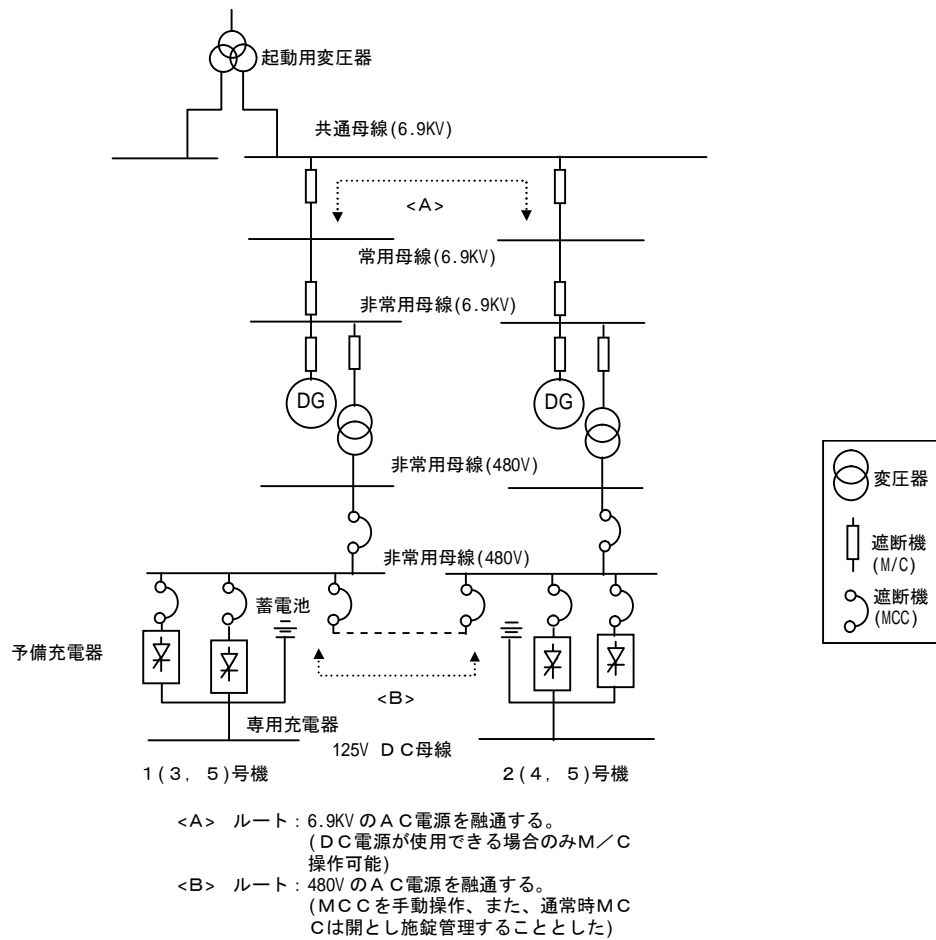 起動用変圧器
共通母線(6.9KV)
<A>
常用母線(6.9KV)
非常用母線(6.9KV)
DG
DG
非常用母線(480V)
変圧器
遮断機
(M/C)
遮断機
(MCC)
非常用母線(480V)
蓄電池
予備充電器
<B>
専用充電器
125V ＤＣ母線
１(３，５)号機
２(４，５)号機
<A>　ルート：6.9KVのＡＣ電源を融通する。
(ＤＣ電源が使用できる場合のみＭ／Ｃ
操作可能)
<B>　ルート：480VのＡＣ電源を融通する。
(ＭＣＣを手動操作、また、通常時ＭＣ
Ｃは開とし施錠管理することとした)